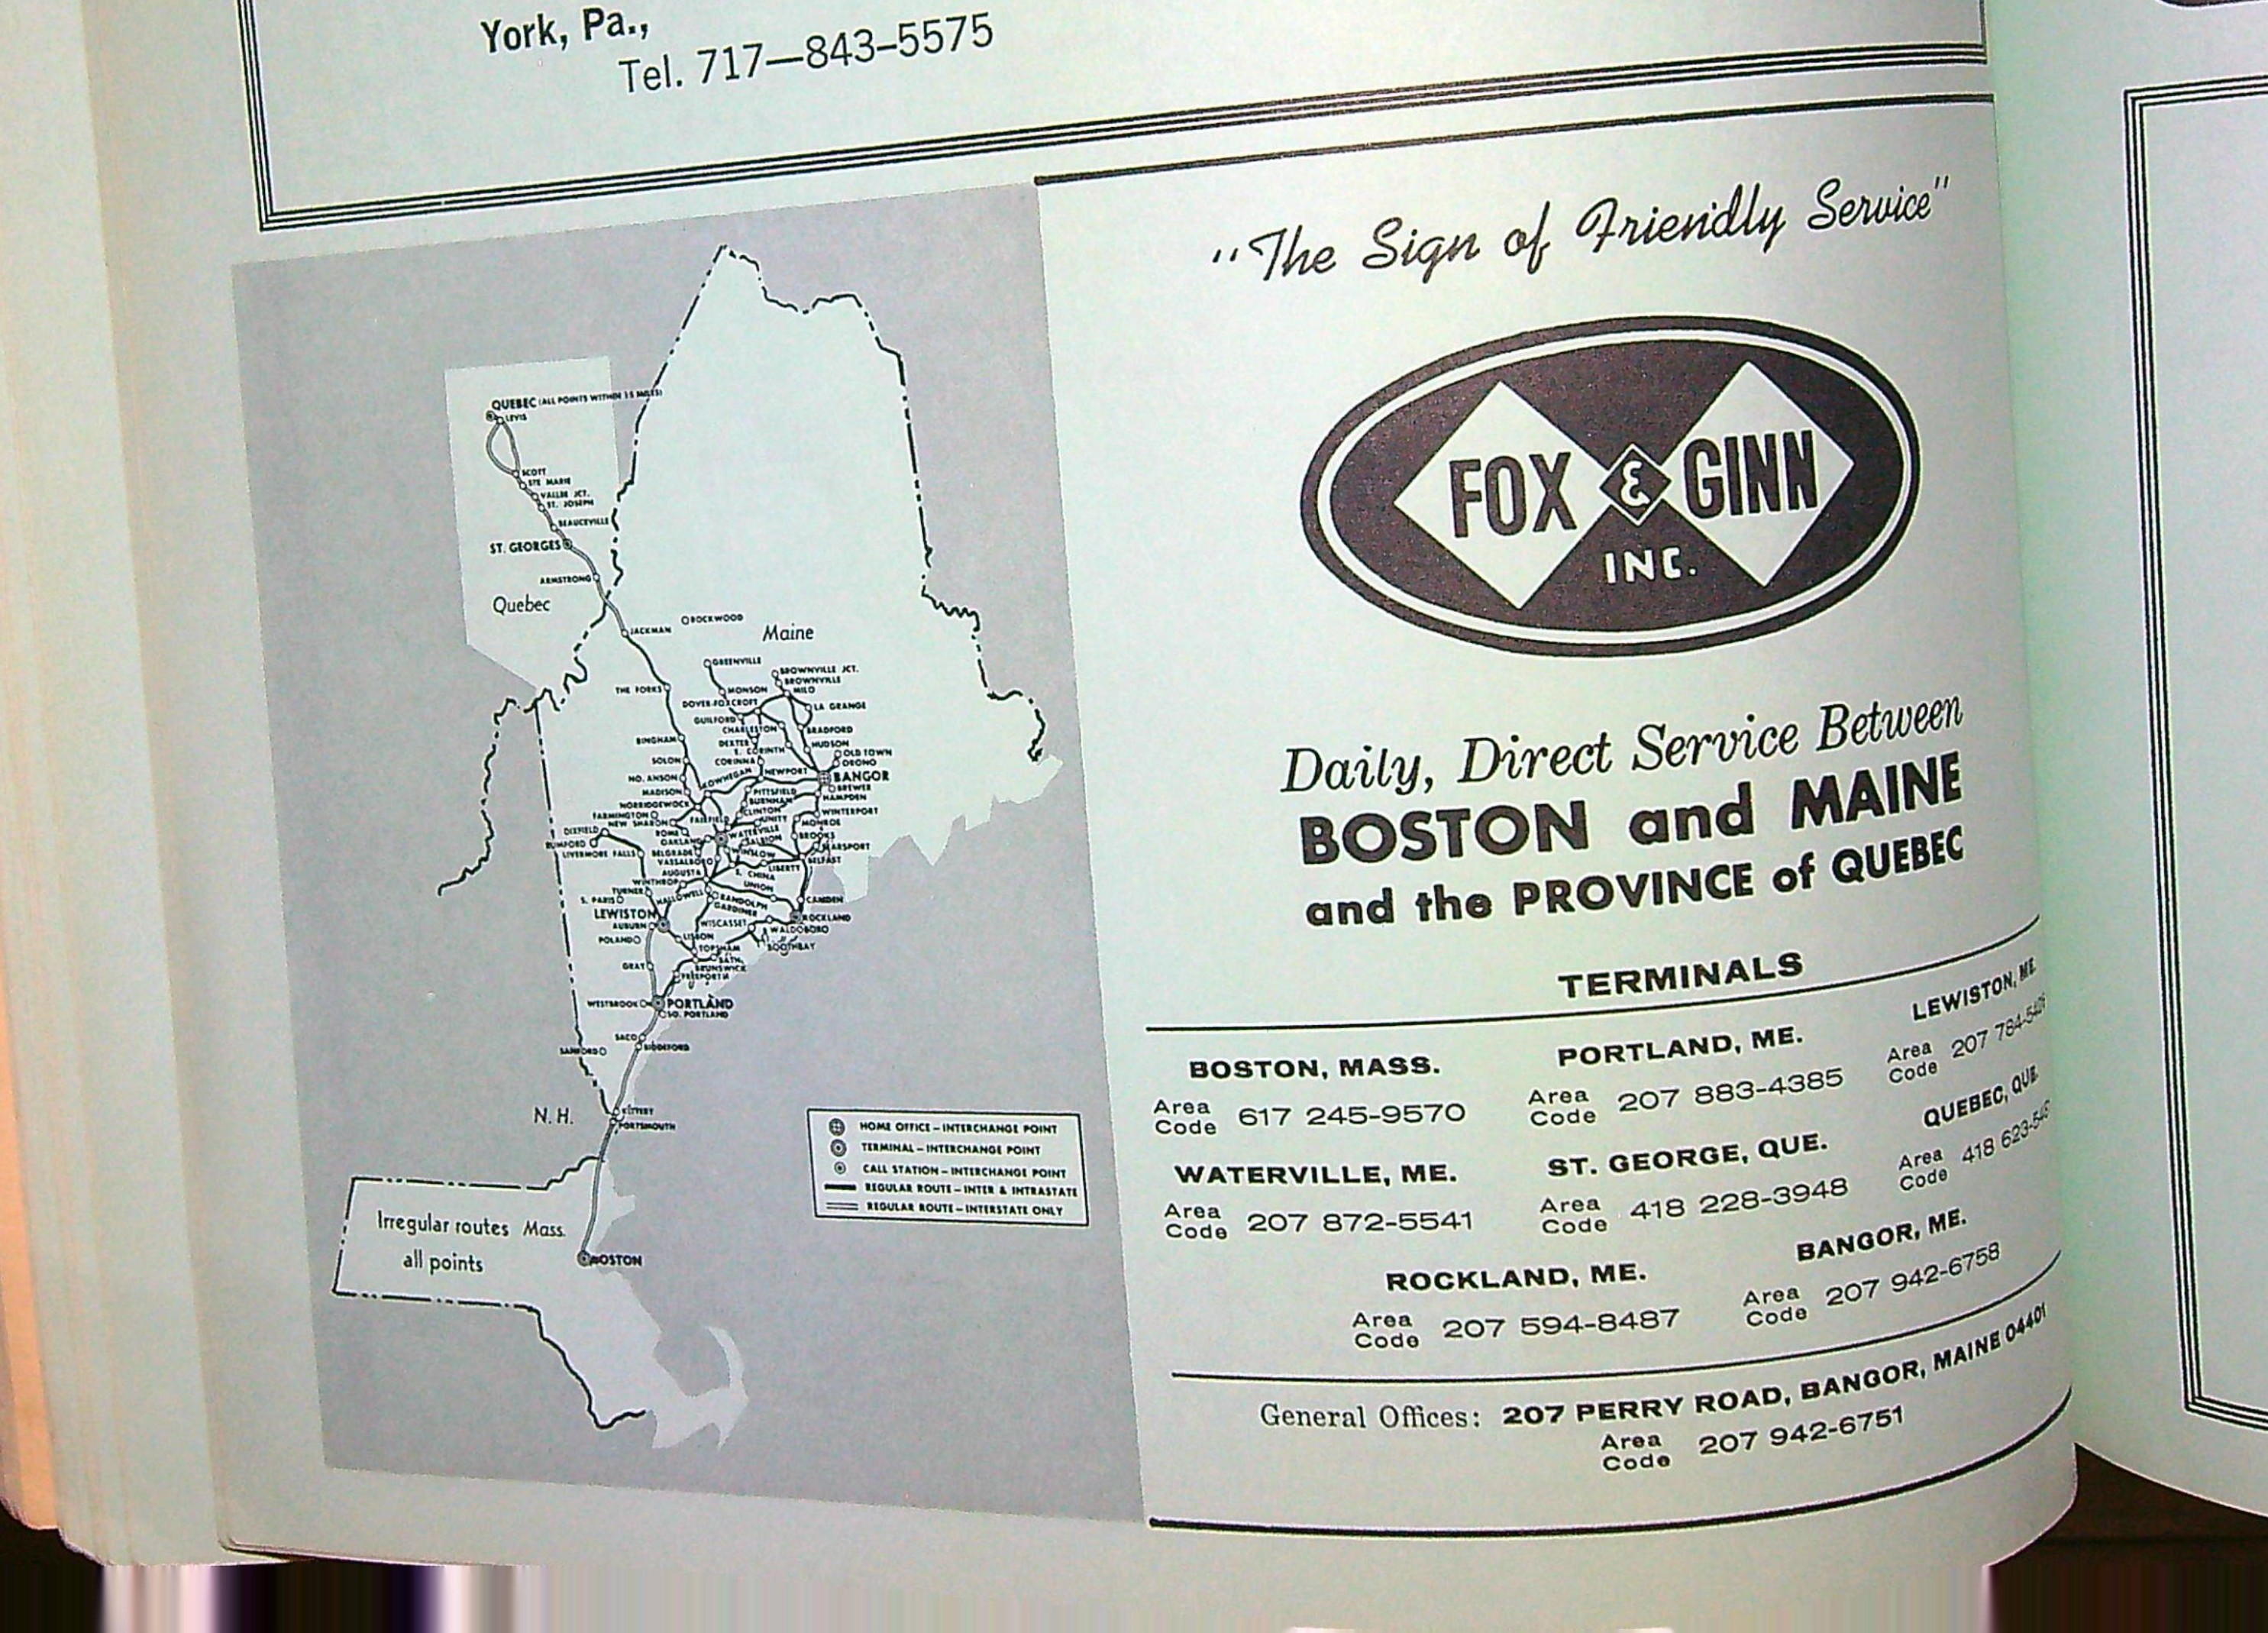 York, Pa.,
Tel. 717—843-5575
"The Sign of Friendly Service"
FOX & GINN
INC.
Daily, Direct Service Between
BOSTON and MAINE
and the PROVINCE of QUEBEC
TERMINALS
BOSTON, MASS.
Area Code 617 245-9570
PORTLAND, ME.
Area Code 207 883-4385
LEWISTON, ME.
Area Code 207
WATERVILLE, ME.
Area Code 207 872-5541
ST. GEORGE, QUE.
Area Code 418 228-3948
QUEBEC, QUE.
Area Code 418
ROCKLAND, ME.
Area Code 207 594-8487
BANGOR, ME.
Area Code 207 942-6758
General Offices: 207 PERRY ROAD, BANGOR, MAINE 04401
Area Code 207 942-6751
QUEBEC (ALL POINTS WITHIN 15 MILES)
LEVIS
SCOTT
STE MARIE
VALLEE JCT.
ST. JOSEPH
BEAUCEVILLE
ST. GEORGES
ARMSTRONG
Quebec
JACKMAN
ROCKWOOD
Maine
GREENVILLE
BROWNVILLE JCT.
BROWNVILLE
THE FORKS
MONSON
MILO
DOVER-FOXCROFT
LA GRANGE
GUILFORD
CHARLESTON
BRADFORD
BINGHAM
DEXTER
HUDSON
E. CORINTH
OLD TOWN
SOLON
CORINNA
ORONO
NO. ANSON
SKOWHEGAN
NEWPORT
BANGOR
MADISON
PITTSFIELD
BREWER
NORRIDGEWOCK
BURNHAM
HAMPDEN
FARMINGTON
CLINTON
WINTERPORT
NEW SHARON
FAIRFIELD
UNITY
MONROE
DIXFIELD
ROME
WATERVILLE
BROOKS
RUMFORD
OAKLAND
ALBION
SEARSPORT
LIVERMORE FALLS
BELGRADE
WINSLOW
BELFAST
VASSALBORO
LIBERTY
AUGUSTA
S. CHINA
WINTHROP
UNION
TURNER
HALLOWELL
RANDOLPH
CAMDEN
S. PARIS
GARDINER
LEWISTON
ROCKLAND
AUBURN
WISCASSET
WALDOBORO
POLAND
LISBON
BOOTHBAY
TOPSHAM
BATH
GRAY
BRUNSWICK
FREEPORT
WESTBROOK
PORTLAND
SO. PORTLAND
SACO
BIDDEFORD
SANFORD
N. H.
KITTERY
PORTSMOUTH
Irregular routes Mass.
all points
BOSTON
HOME OFFICE – INTERCHANGE POINT
TERMINAL – INTERCHANGE POINT
CALL STATION – INTERCHANGE POINT
REGULAR ROUTE – INTER & INTRASTATE
REGULAR ROUTE – INTERSTATE ONLY